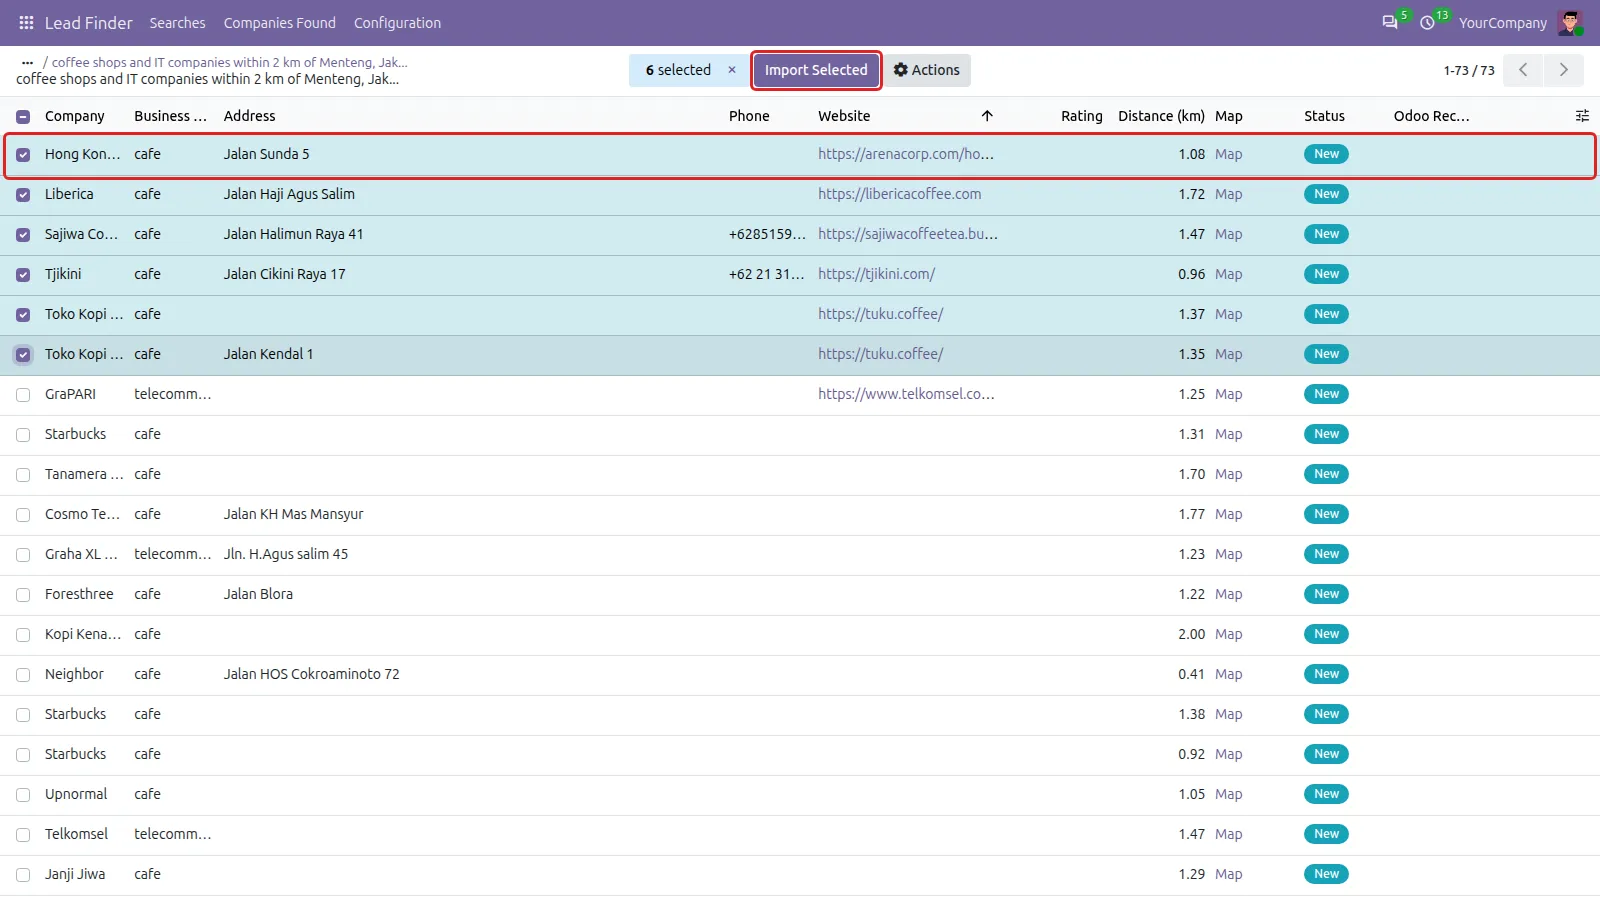 Lead Finder Searches Companies Found Configuration 5 13 YourCompany
... / coffee shops and IT companies within 2 km of Menteng, Jak...
coffee shops and IT companies within 2 km of Menteng, Jak...
6 selected × Import Selected Actions 1-73 / 73
Company Business ... Address Phone Website Rating Distance (km) Map Status Odoo Rec...
Hong Kon... cafe Jalan Sunda 5 https://arenacorp.com/ho... 1.08 Map New
Liberica cafe Jalan Haji Agus Salim https://libericacoffee.com 1.72 Map New
Sajiwa Co... cafe Jalan Halimun Raya 41 +6285159... https://sajiwacoffeetea.bu... 1.47 Map New
Tjikini cafe Jalan Cikini Raya 17 +62 21 31... https://tjikini.com/ 0.96 Map New
Toko Kopi ... cafe https://tuku.coffee/ 1.37 Map New
Toko Kopi ... cafe Jalan Kendal 1 https://tuku.coffee/ 1.35 Map New
GraPARI telecomm... https://www.telkomsel.co... 1.25 Map New
Starbucks cafe 1.31 Map New
Tanamera ... cafe 1.70 Map New
Cosmo Te... cafe Jalan KH Mas Mansyur 1.77 Map New
Graha XL ... telecomm... Jln. H.Agus salim 45 1.23 Map New
Foresthree cafe Jalan Blora 1.22 Map New
Kopi Kena... cafe 2.00 Map New
Neighbor cafe Jalan HOS Cokroaminoto 72 0.41 Map New
Starbucks cafe 1.38 Map New
Starbucks cafe 0.92 Map New
Upnormal cafe 1.05 Map New
Telkomsel telecomm... 1.47 Map New
Janji Jiwa cafe 1.29 Map New